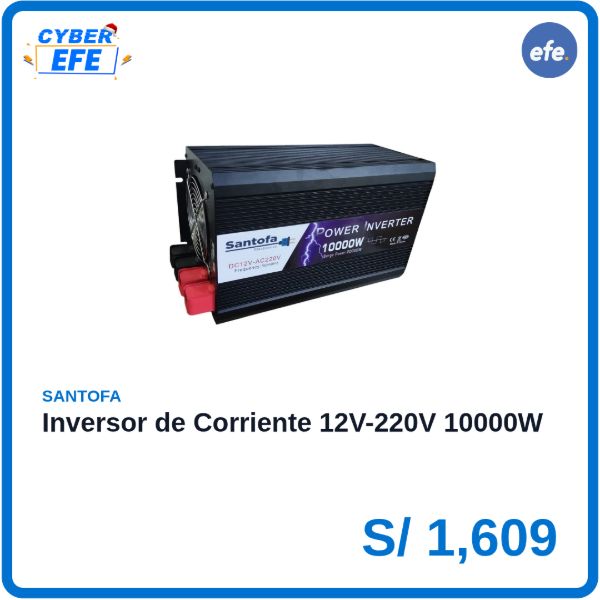 CYBER
EFE
efe.
Santofa
POWER INVERTER
10000W
DC12V-AC220V
SANTOFA
Inversor de Corriente 12V-220V 10000W
S/ 1,609